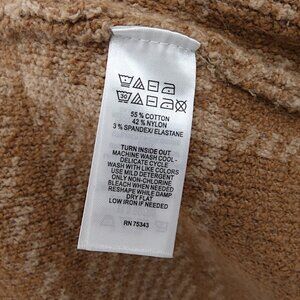 30
55 % COTTON
42 % NYLON
3 % SPANDEX/ ELASTANE
TURN INSIDE OUT
MACHINE WASH COOL -
DELICATE CYCLE
WASH WITH LIKE COLORS
USE MILD DETERGENT
ONLY NON-CHLORINE
BLEACH WHEN NEEDED
RESHAPE WHILE DAMP
DRY FLAT
LOW IRON IF NEEDED
RN 75343